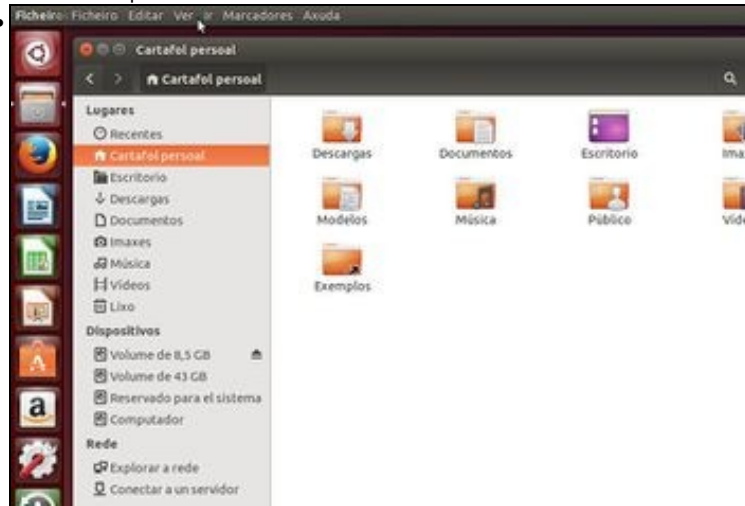 Ficheiro Editar Ver Ir Marcadores Axuda
Cartafol persoal
Cartafol persoal
Lugares
Recentes
Cartafol persoal
Escritorio
Descargas
Documentos
Imaxes
Música
Vídeos
Lixo
Dispositivos
Volume de 8,5 GB
Volume de 43 GB
Reservado para el sistema
Computador
Rede
Explorar a rede
Conectar a un servidor
Descargas
Documentos
Escritorio
Ima
Modelos
Música
Público
Víde
Exemplos